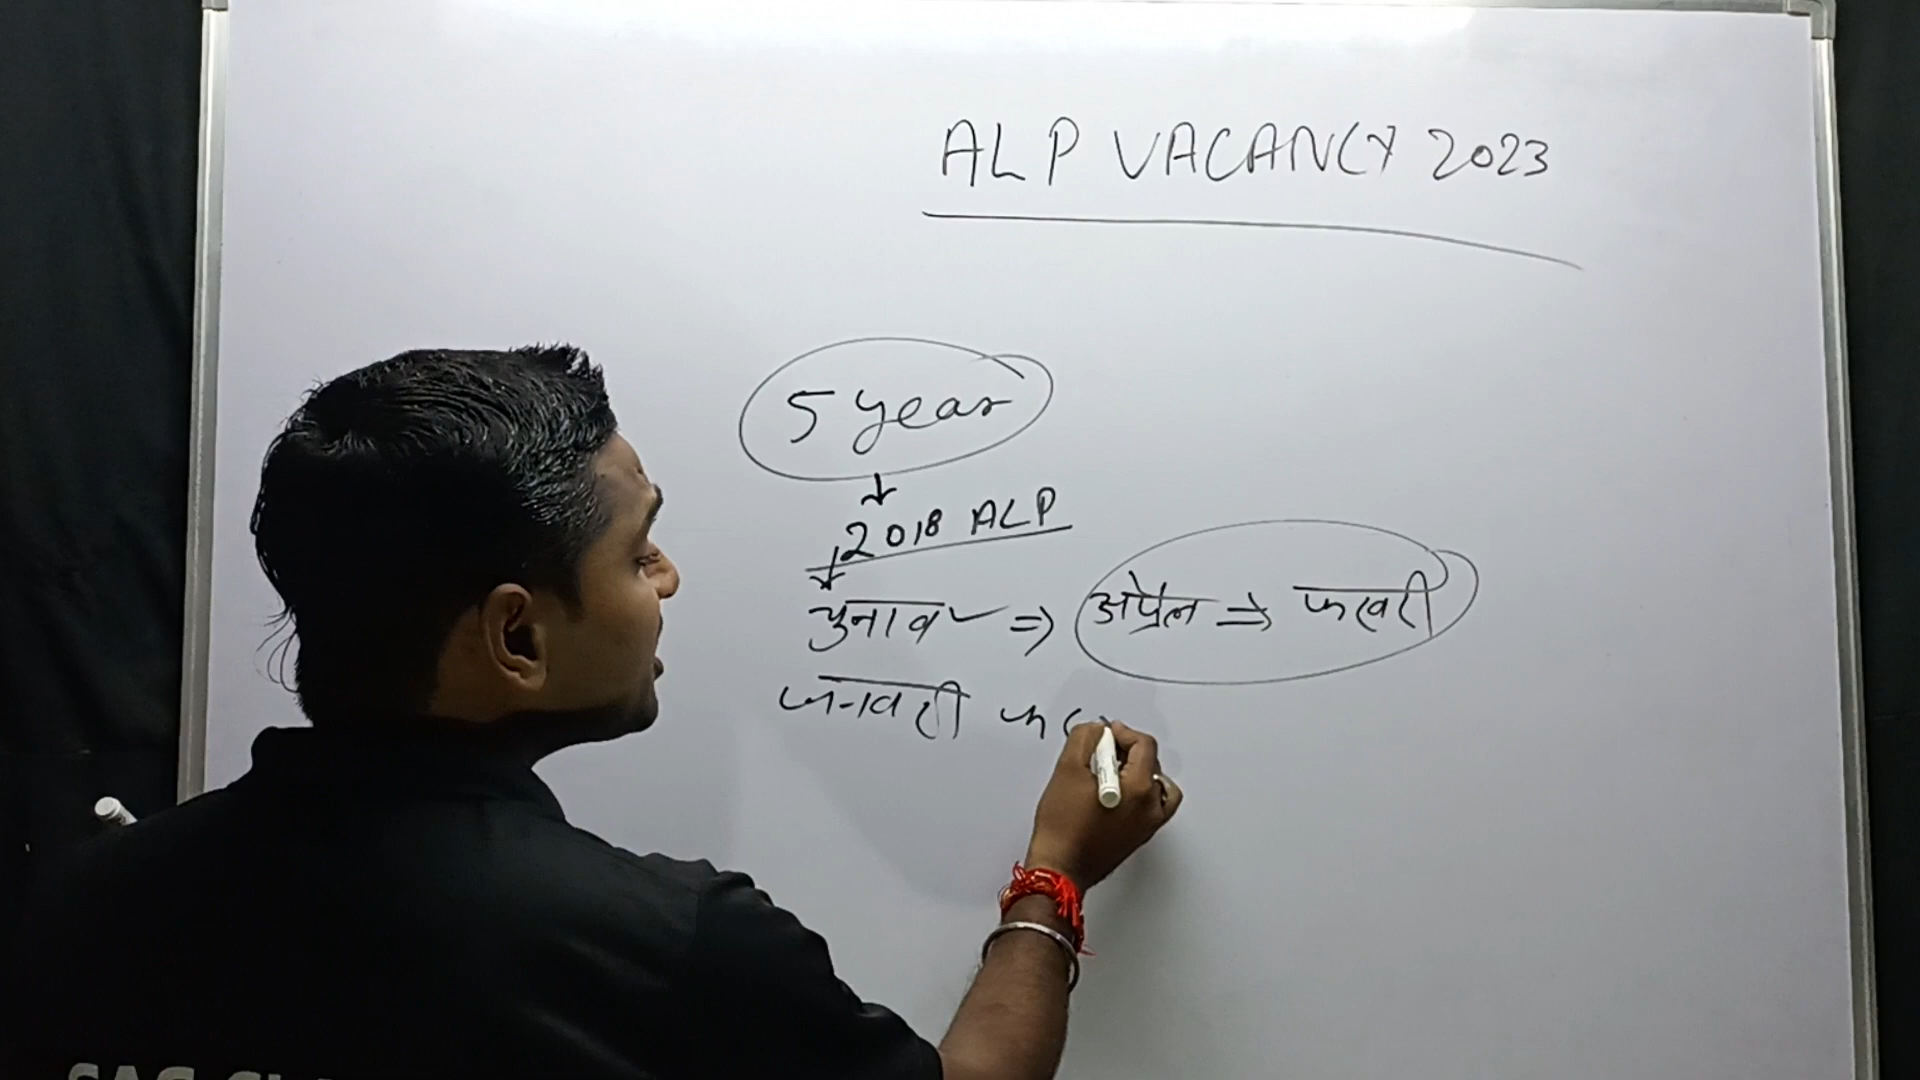 ALP VACANCY 2023
5 year
2018 ALP
चुनाव => अप्रैल => फरवरी
जनवरी